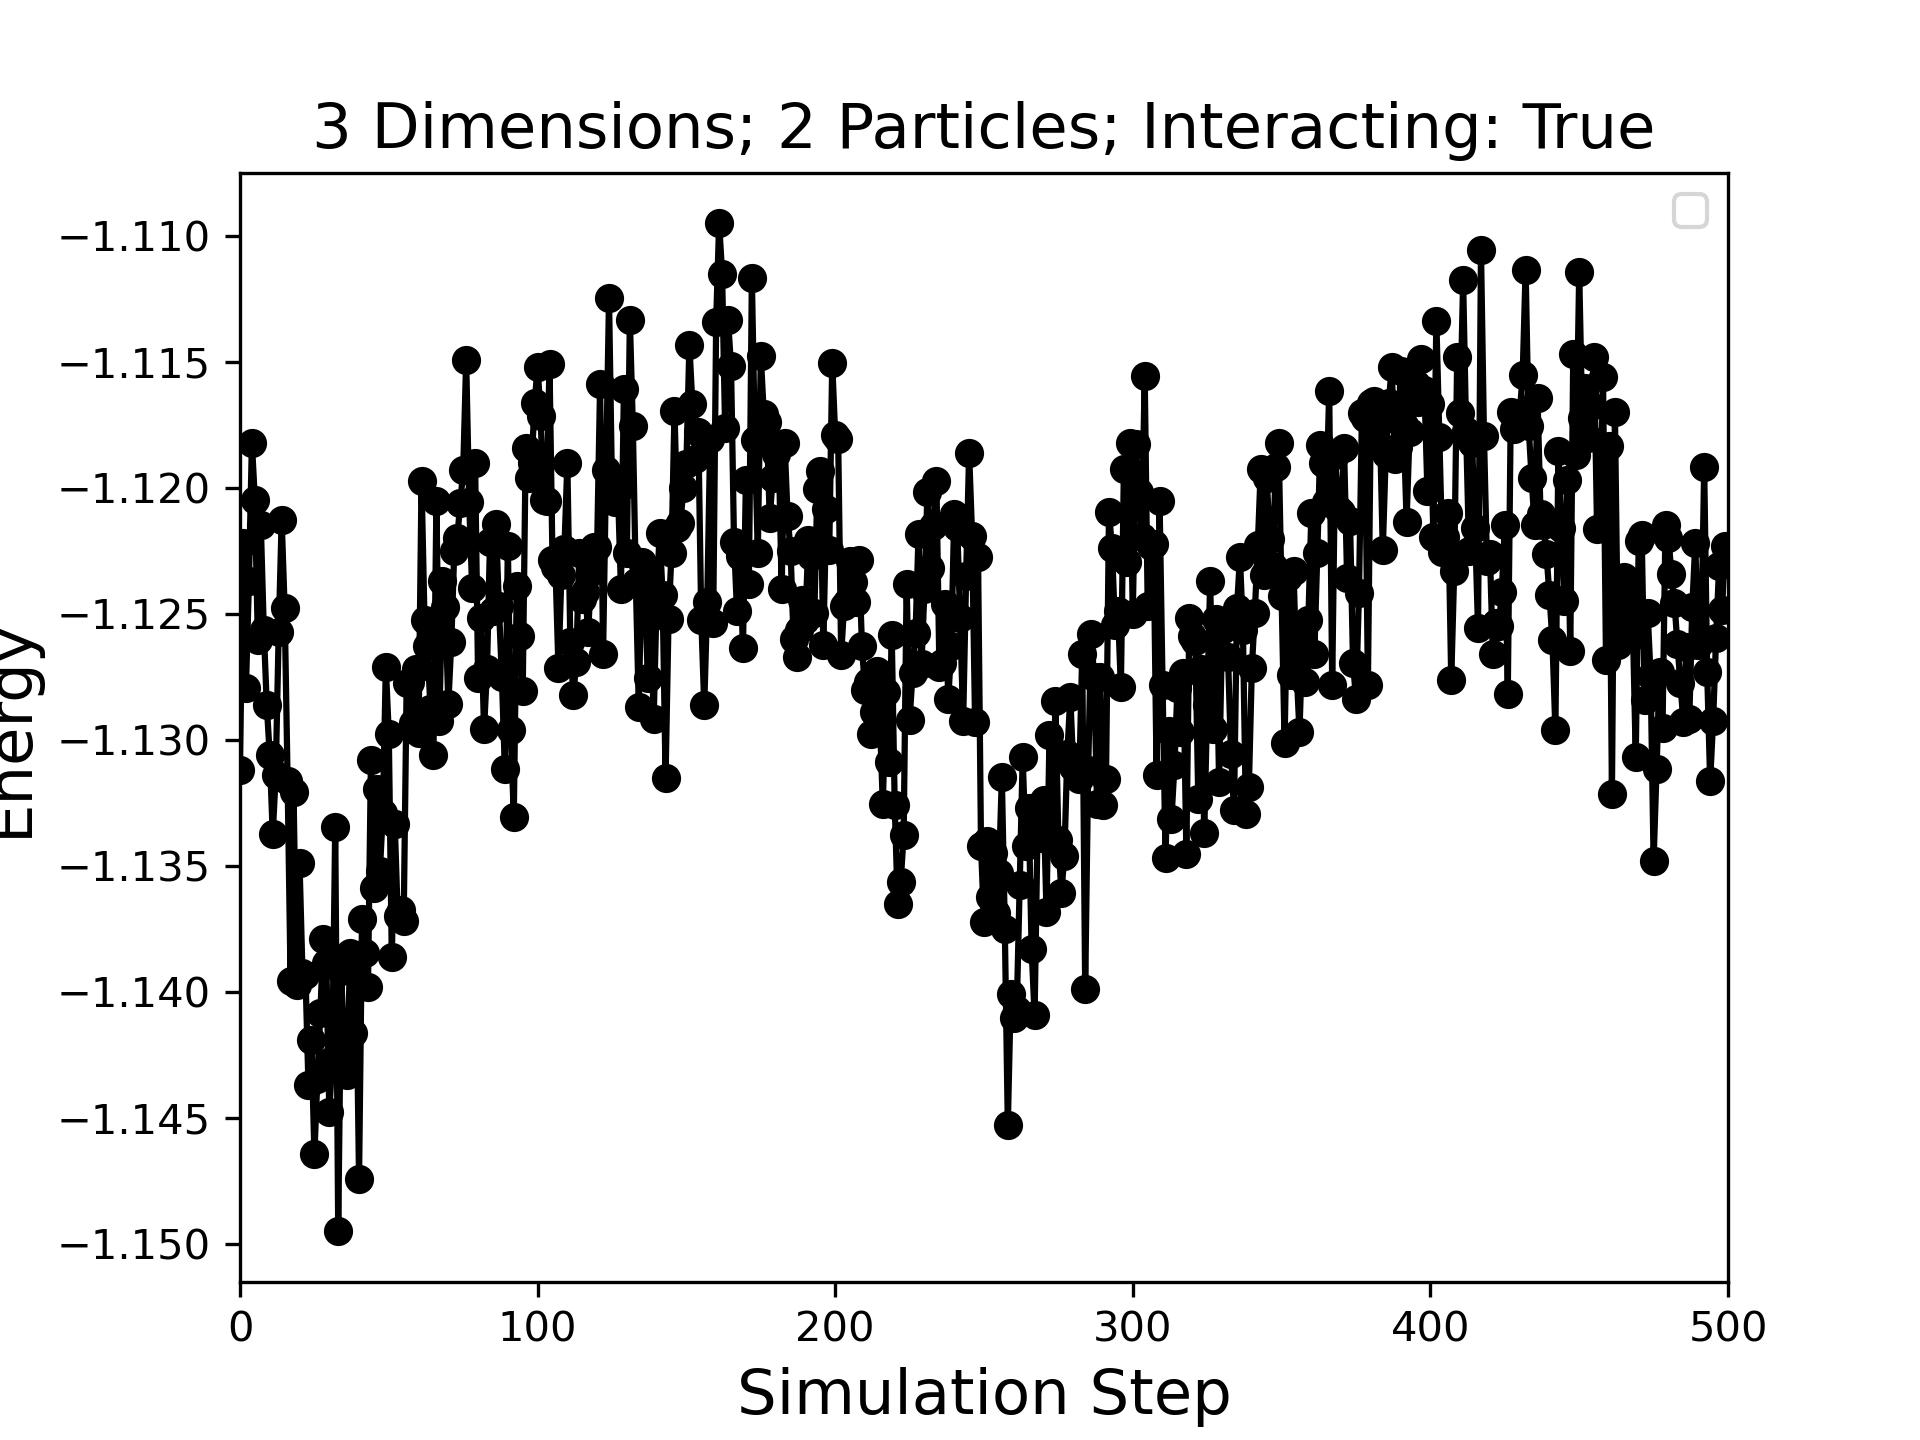 3 Dimensions; 2 Particles; Interacting: True
−1.110
−1.115
−1.120
−1.125
−1.130
−1.135
−1.140
−1.145
−1.150
Energy
0 100 200 300 400 500
Simulation Step